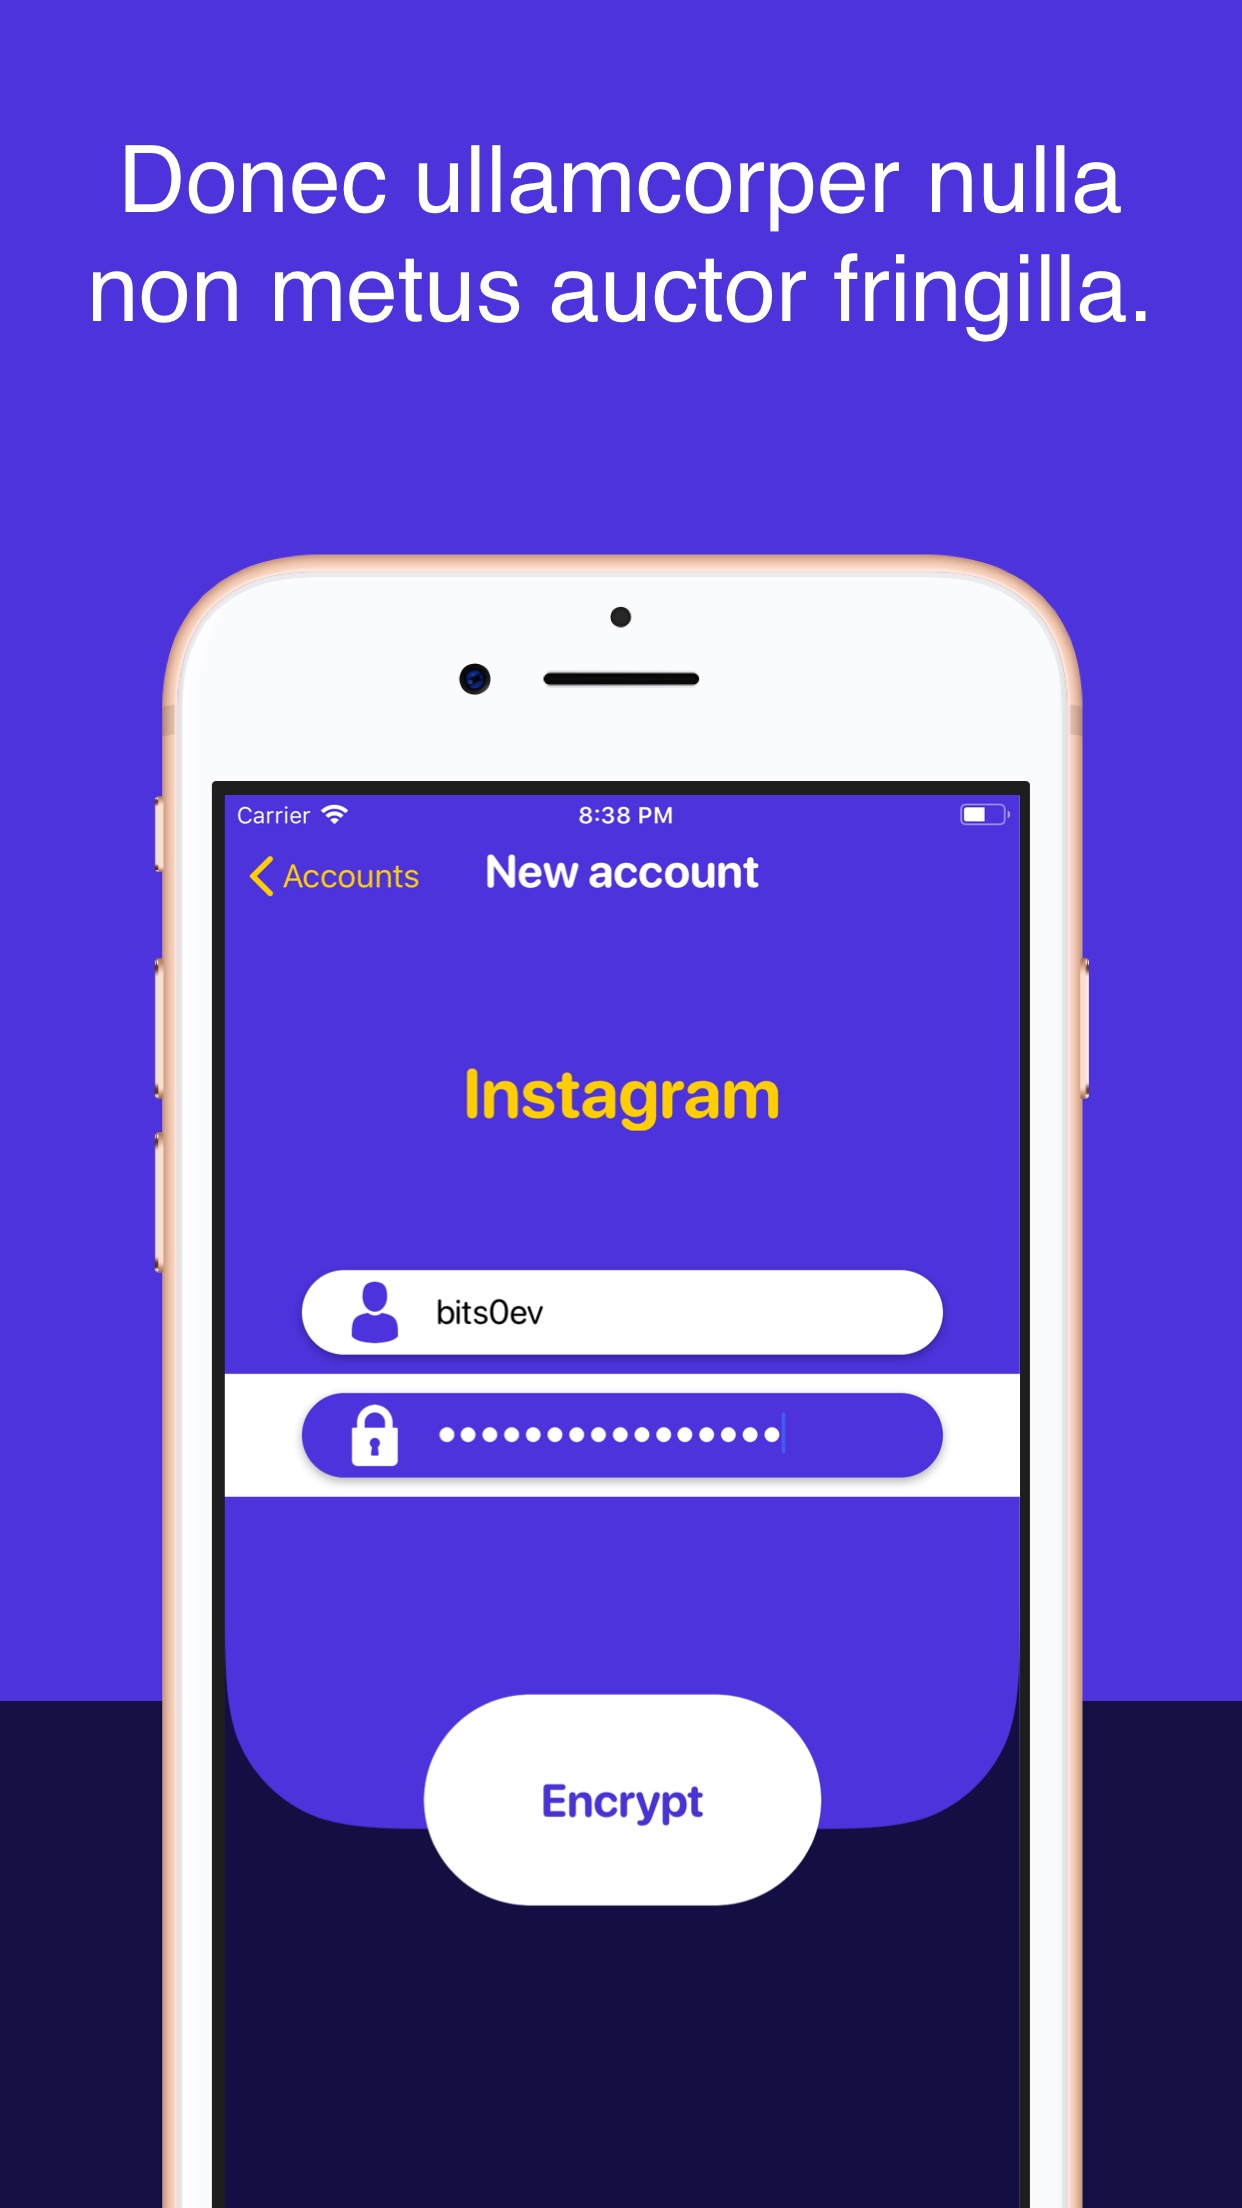 Donec ullamcorper nulla
non metus auctor fringilla.
Carrier 8:38 PM
Accounts New account
Instagram
bits0ev
••••••••••••••••
Encrypt